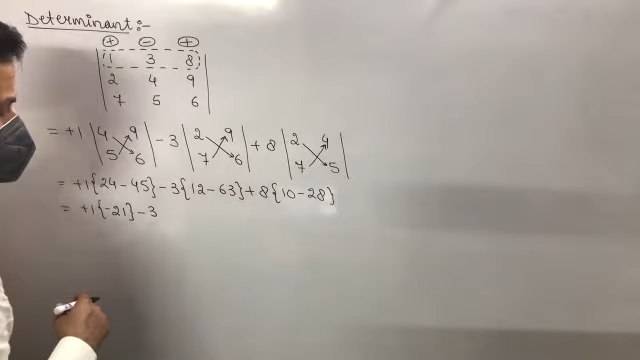 Determinant :-
⊕ ⊖ ⊕
| 1 3 8 |
| 2 4 9 |
| 7 5 6 |
= +1 | 4 9 | - 3 | 2 9 | + 8 | 2 4 |
| 5 6 | | 7 6 | | 7 5 |
= +1{24-45} -3{12-63} + 8{10-28}
= +1{-21} -3